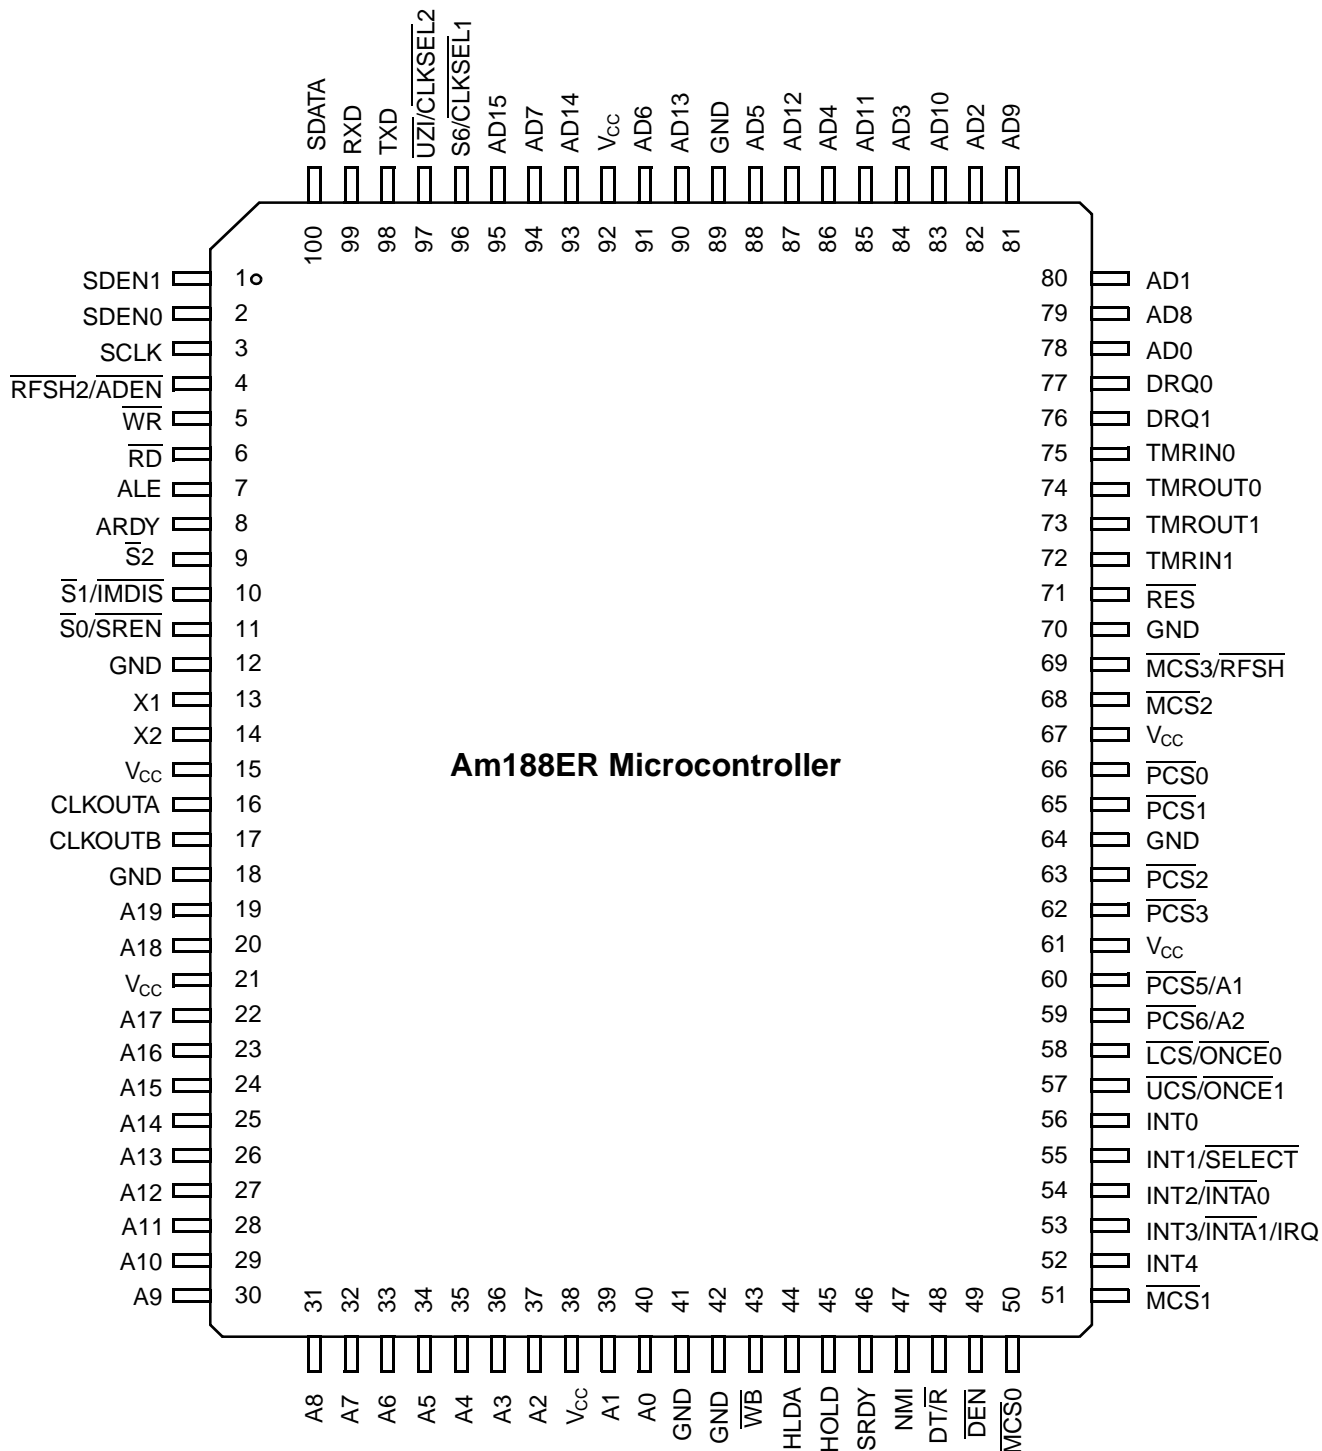 SDATA
RXD
TXD
UZI/CLKSEL2
S6/CLKSEL1
AD15
AD7
AD14
VCC
AD6
AD13
GND
AD5
AD12
AD4
AD11
AD3
AD10
AD2
AD9
100 99 98 97 96 95 94 93 92 91 90 89 88 87 86 85 84 83 82 81
SDEN1 1 80 AD1
SDEN0 2 79 AD8
SCLK 3 78 AD0
RFSH2/ADEN 4 77 DRQ0
WR 5 76 DRQ1
RD 6 75 TMRIN0
ALE 7 74 TMROUT0
ARDY 8 73 TMROUT1
S2 9 72 TMRIN1
S1/IMDIS 10 71 RES
S0/SREN 11 70 GND
GND 12 69 MCS3/RFSH
X1 13 68 MCS2
X2 14 67 VCC
VCC 15 66 PCS0
Am188ER Microcontroller
CLKOUTA 16 65 PCS1
CLKOUTB 17 64 GND
GND 18 63 PCS2
A19 19 62 PCS3
A18 20 61 VCC
VCC 21 60 PCS5/A1
A17 22 59 PCS6/A2
A16 23 58 LCS/ONCE0
A15 24 57 UCS/ONCE1
A14 25 56 INT0
A13 26 55 INT1/SELECT
A12 27 54 INT2/INTA0
A11 28 53 INT3/INTA1/IRQ
A10 29 52 INT4
A9 30 51 MCS1
31 32 33 34 35 36 37 38 39 40 41 42 43 44 45 46 47 48 49 50
A8
A7
A6
A5
A4
A3
A2
VCC
A1
A0
GND
GND
WB
HLDA
HOLD
SRDY
NMI
DT/R
DEN
MCS0